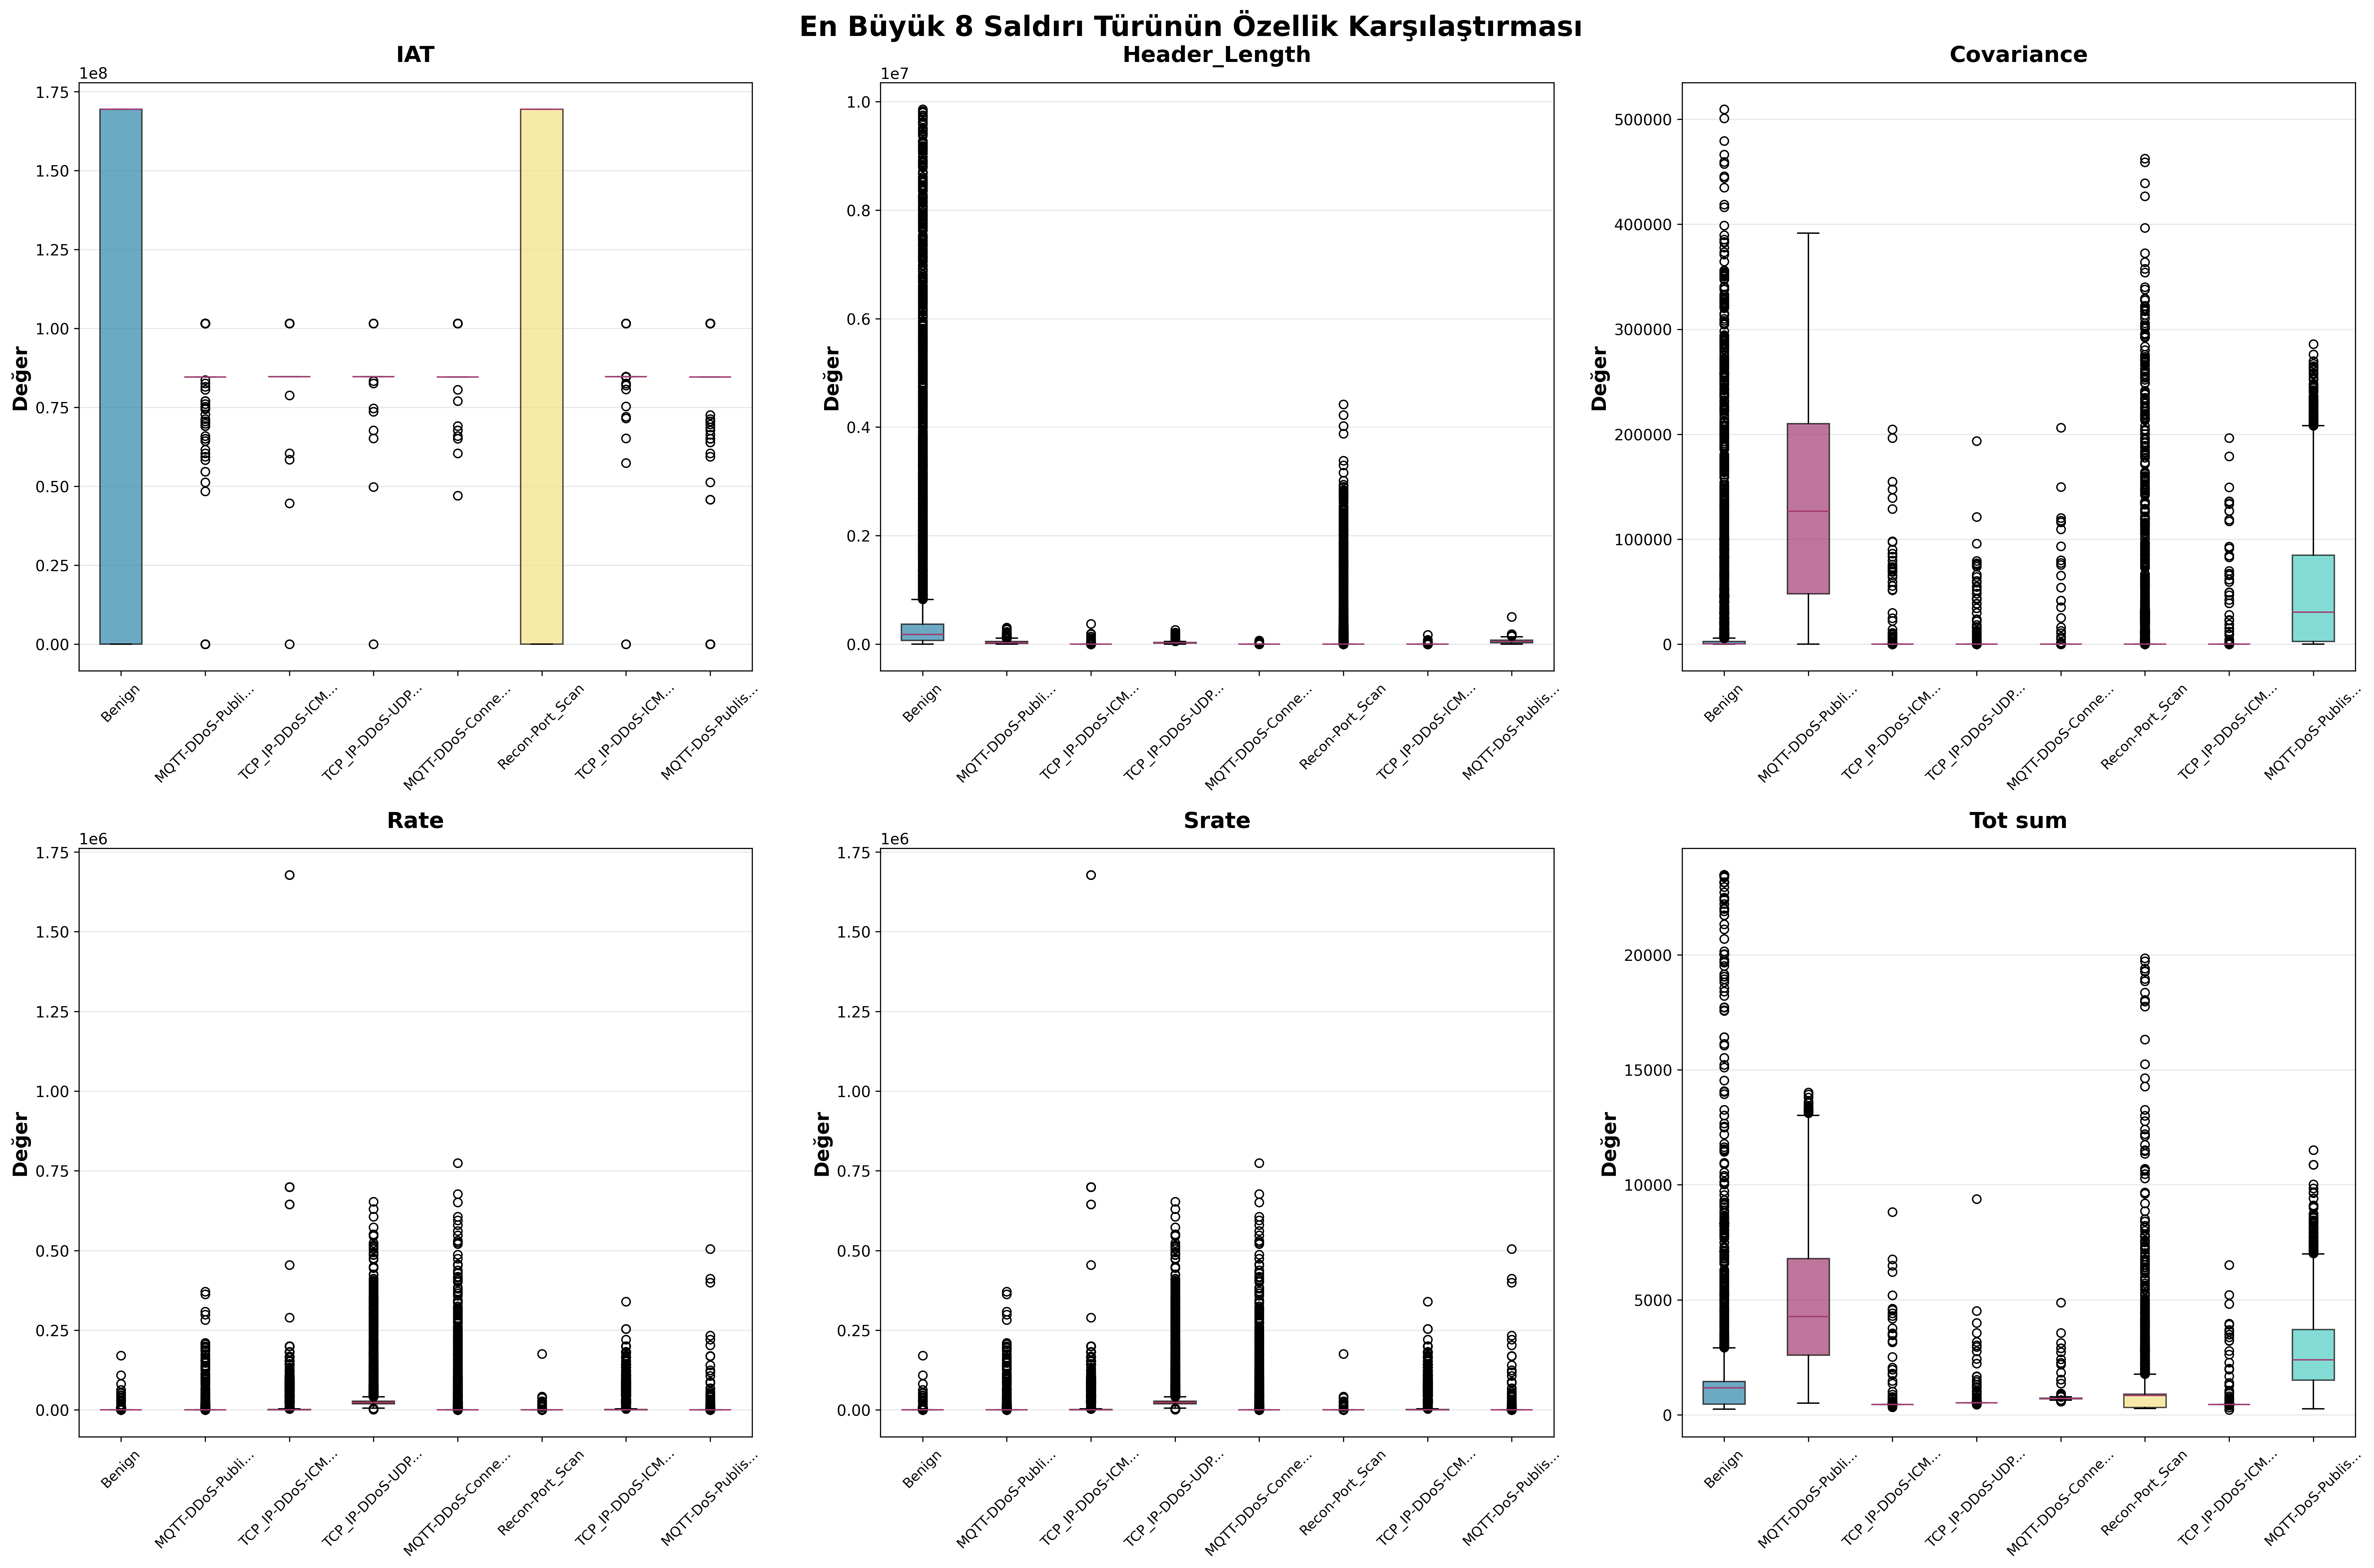 En Büyük 8 Saldırı Türünün Özellik Karşılaştırması
IAT
1e8
Değer
1.75
1.50
1.25
1.00
0.75
0.50
0.25
0.00
Benign
MQTT-DDoS-Publi...
TCP_IP-DDoS-ICM...
TCP_IP-DDoS-UDP...
MQTT-DDoS-Conne...
Recon-Port_Scan
TCP_IP-DDoS-ICM...
MQTT-DoS-Publis...
Header_Length
1e7
Değer
1.0
0.8
0.6
0.4
0.2
0.0
Benign
MQTT-DDoS-Publi...
TCP_IP-DDoS-ICM...
TCP_IP-DDoS-UDP...
MQTT-DDoS-Conne...
Recon-Port_Scan
TCP_IP-DDoS-ICM...
MQTT-DoS-Publis...
Covariance
Değer
500000
400000
300000
200000
100000
0
Benign
MQTT-DDoS-Publi...
TCP_IP-DDoS-ICM...
TCP_IP-DDoS-UDP...
MQTT-DDoS-Conne...
Recon-Port_Scan
TCP_IP-DDoS-ICM...
MQTT-DoS-Publis...
Rate
1e6
Değer
1.75
1.50
1.25
1.00
0.75
0.50
0.25
0.00
Benign
MQTT-DDoS-Publi...
TCP_IP-DDoS-ICM...
TCP_IP-DDoS-UDP...
MQTT-DDoS-Conne...
Recon-Port_Scan
TCP_IP-DDoS-ICM...
MQTT-DoS-Publis...
Srate
1e6
Değer
1.75
1.50
1.25
1.00
0.75
0.50
0.25
0.00
Benign
MQTT-DDoS-Publi...
TCP_IP-DDoS-ICM...
TCP_IP-DDoS-UDP...
MQTT-DDoS-Conne...
Recon-Port_Scan
TCP_IP-DDoS-ICM...
MQTT-DoS-Publis...
Tot sum
Değer
20000
15000
10000
5000
0
Benign
MQTT-DDoS-Publi...
TCP_IP-DDoS-ICM...
TCP_IP-DDoS-UDP...
MQTT-DDoS-Conne...
Recon-Port_Scan
TCP_IP-DDoS-ICM...
MQTT-DoS-Publis...